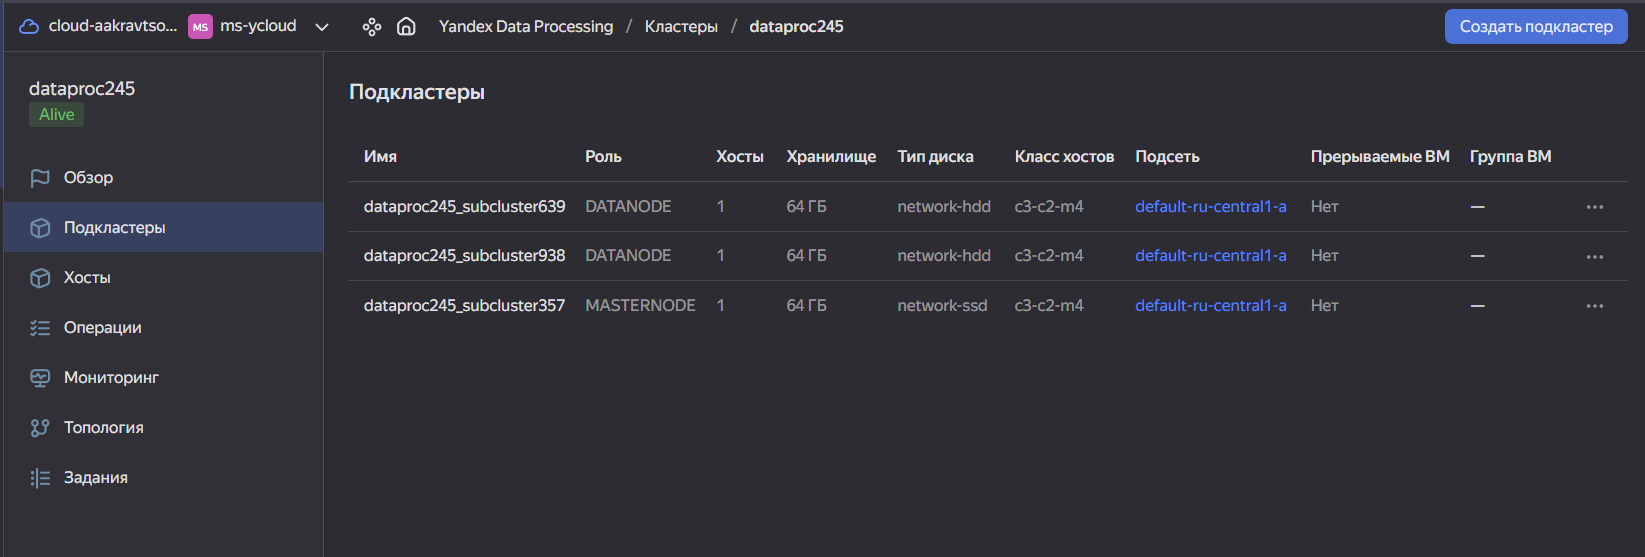 cloud-aakravtso... MS ms-ycloud Yandex Data Processing / Кластеры / dataproc245 Создать подкластер
dataproc245
Alive
Обзор
Подкластеры
Хосты
Операции
Мониторинг
Топология
Задания
Подкластеры
Имя Роль Хосты Хранилище Тип диска Класс хостов Подсеть Прерываемые ВМ Группа ВМ
dataproc245_subcluster639 DATANODE 1 64 ГБ network-hdd c3-c2-m4 default-ru-central1-a Нет —
dataproc245_subcluster938 DATANODE 1 64 ГБ network-hdd c3-c2-m4 default-ru-central1-a Нет —
dataproc245_subcluster357 MASTERNODE 1 64 ГБ network-ssd c3-c2-m4 default-ru-central1-a Нет —